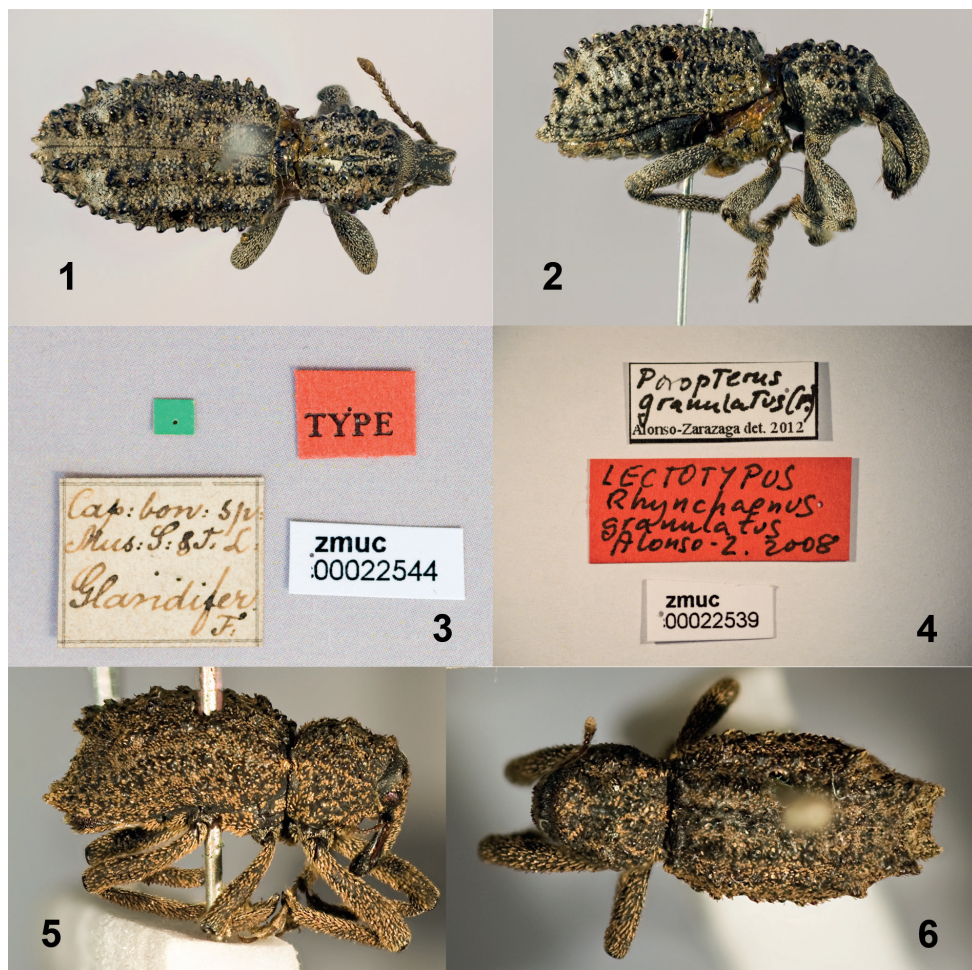 1
2
TYPE
Cap: bon: sp:
Mus: S: & T. L.
Glandifer
F.
zmuc
00022544
3
Poropterus
granulatus (F.)
Alonso-Zarazaga det. 2012
LECTOTYPUS
Rhynchaenus
granulatus
Alonso-Z. 2008
zmuc
00022539
4
5
6